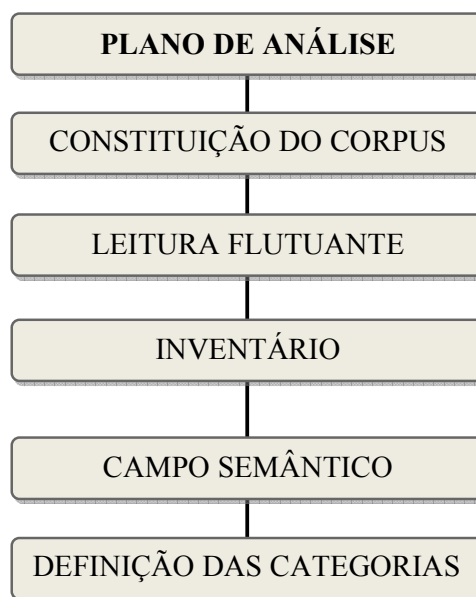 PLANO DE ANÁLISE
CONSTITUIÇÃO DO CORPUS
LEITURA FLUTUANTE
INVENTÁRIO
CAMPO SEMÂNTICO
DEFINIÇÃO DAS CATEGORIAS